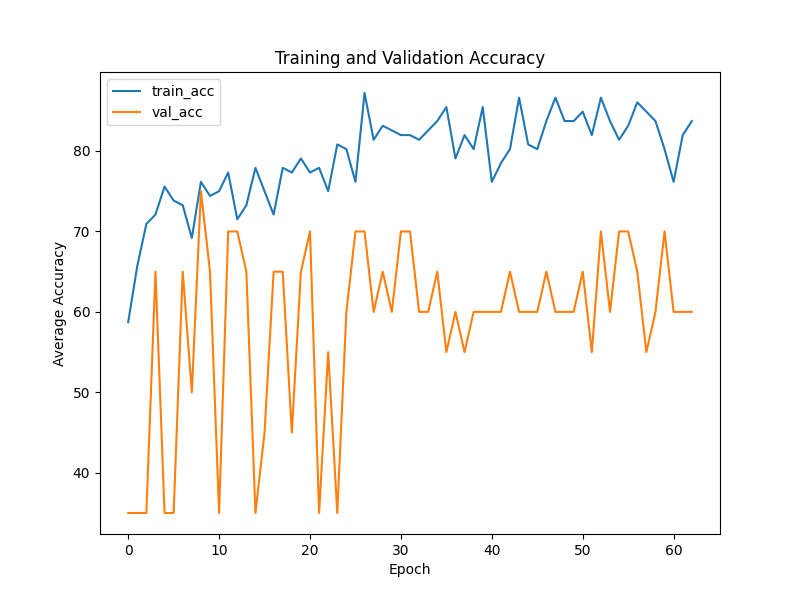 Training and Validation Accuracy
train_acc
val_acc
80
70
60
50
40
Average Accuracy
0 10 20 30 40 50 60
Epoch